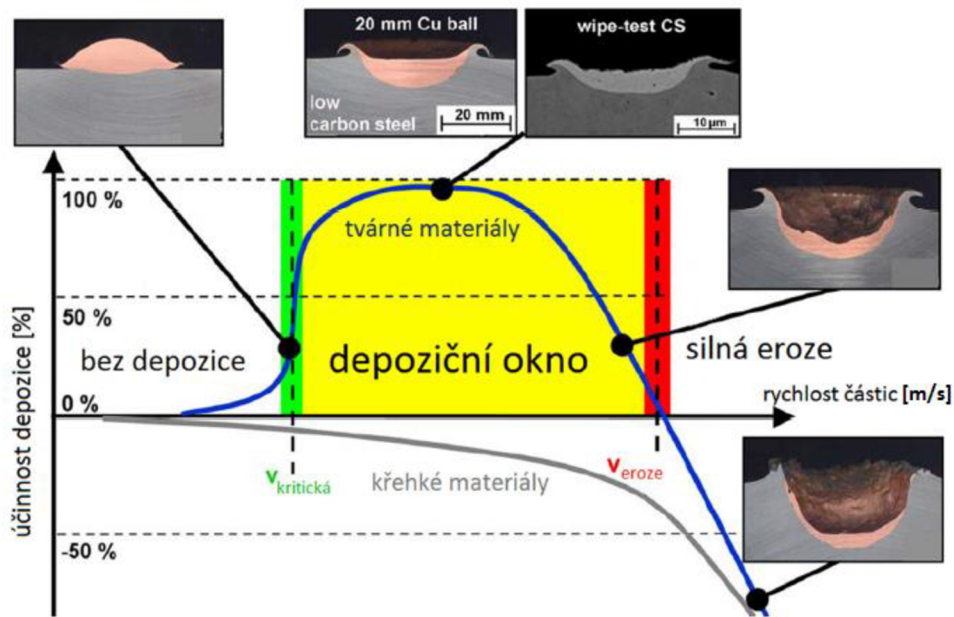 20 mm Cu ball
low
carbon steel
20 mm
wipe-test CS
10 µm
účinnost depozice [%]
100 %
50 %
0 %
-50 %
tvárné materiály
bez depozice
depoziční okno
silná eroze
rychlost částic [m/s]
vkritická
křehké materiály
veroze